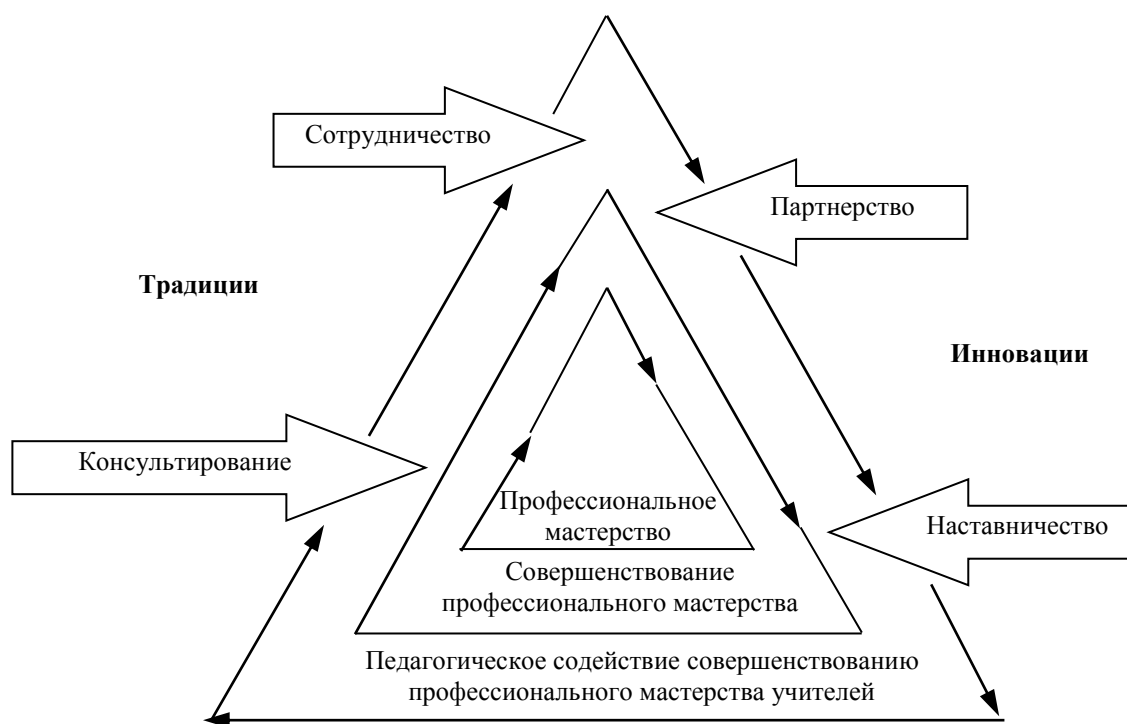 Сотрудничество
Партнерство
Традиции
Инновации
Консультирование
Профессиональное
мастерство
Наставничество
Совершенствование
профессионального мастерства
Педагогическое содействие совершенствованию
профессионального мастерства учителей